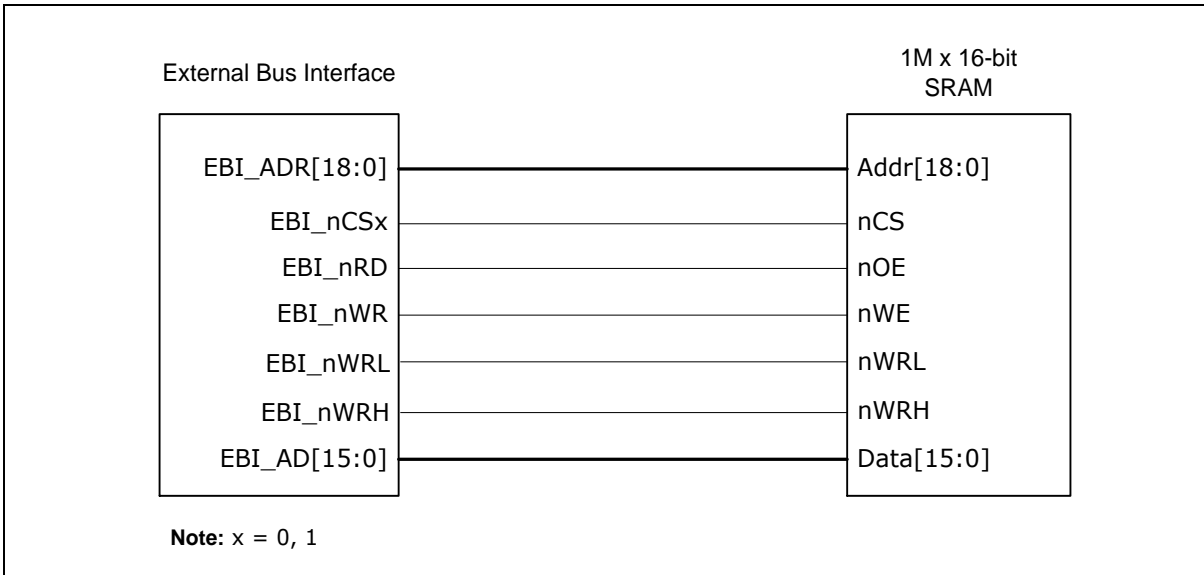 External Bus Interface
1M x 16-bit
SRAM
EBI_ADR[18:0]
Addr[18:0]
EBI_nCSx
nCS
EBI_nRD
nOE
EBI_nWR
nWE
EBI_nWRL
nWRL
EBI_nWRH
nWRH
EBI_AD[15:0]
Data[15:0]
Note: x = 0, 1